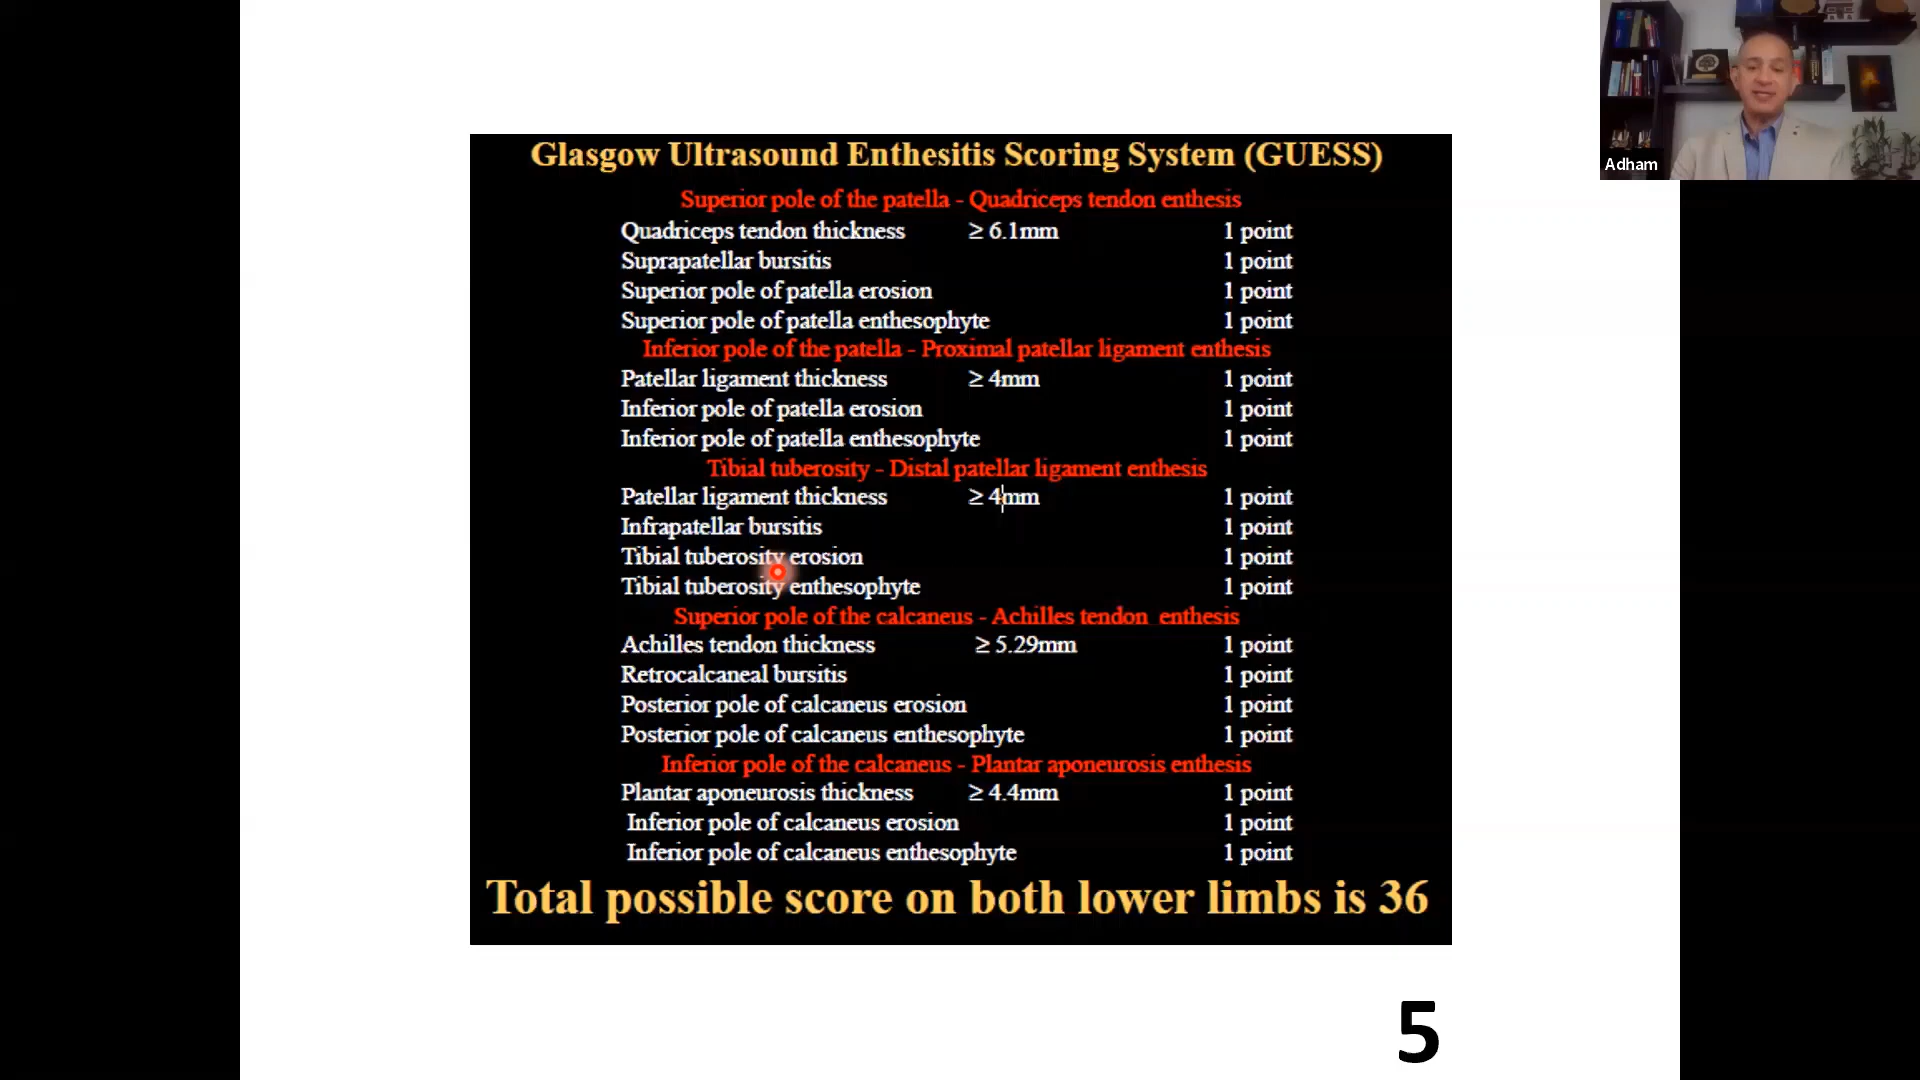 Glasgow Ultrasound Enthesitis Scoring System (GUESS)
Superior pole of the patella - Quadriceps tendon enthesis
Quadriceps tendon thickness ≥ 6.1mm 1 point
Suprapatellar bursitis 1 point
Superior pole of patella erosion 1 point
Superior pole of patella enthesophyte 1 point
Inferior pole of the patella - Proximal patellar ligament enthesis
Patellar ligament thickness ≥ 4mm 1 point
Inferior pole of patella erosion 1 point
Inferior pole of patella enthesophyte 1 point
Tibial tuberosity - Distal patellar ligament enthesis
Patellar ligament thickness ≥ 4mm 1 point
Infrapatellar bursitis 1 point
Tibial tuberosity erosion 1 point
Tibial tuberosity enthesophyte 1 point
Superior pole of the calcaneus - Achilles tendon enthesis
Achilles tendon thickness ≥ 5.29mm 1 point
Retrocalcaneal bursitis 1 point
Posterior pole of calcaneus erosion 1 point
Posterior pole of calcaneus enthesophyte 1 point
Inferior pole of the calcaneus - Plantar aponeurosis enthesis
Plantar aponeurosis thickness ≥ 4.4mm 1 point
Inferior pole of calcaneus erosion 1 point
Inferior pole of calcaneus enthesophyte 1 point
Total possible score on both lower limbs is 36
5
Adham